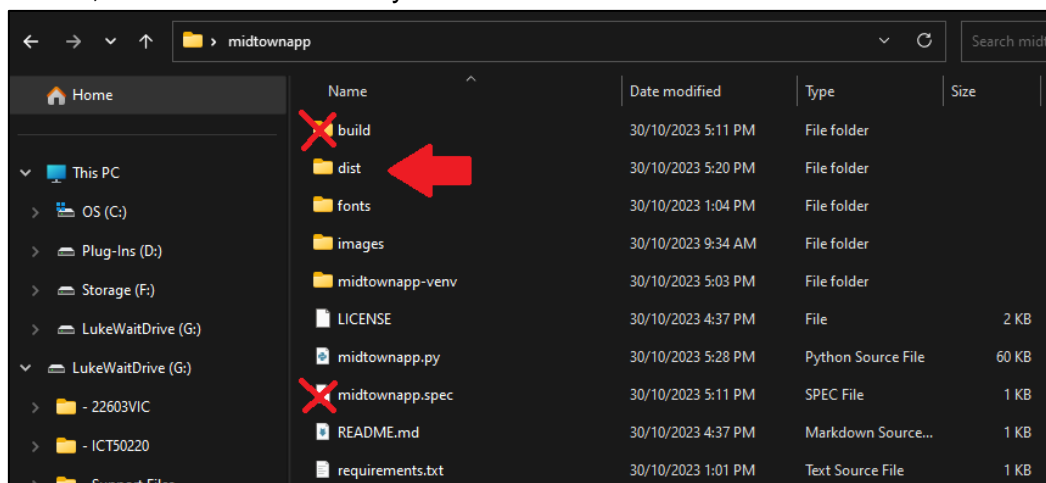 midtownapp
Search midt
Home
Name Date modified Type Size
build 30/10/2023 5:11 PM File folder
dist 30/10/2023 5:20 PM File folder
This PC
fonts 30/10/2023 1:04 PM File folder
OS (C:)
images 30/10/2023 9:34 AM File folder
Plug-Ins (D:)
midtownapp-venv 30/10/2023 5:03 PM File folder
Storage (F:)
LICENSE 30/10/2023 4:37 PM File 2 KB
LukeWaitDrive (G:)
midtownapp.py 30/10/2023 5:28 PM Python Source File 60 KB
LukeWaitDrive (G:)
midtownapp.spec 30/10/2023 5:11 PM SPEC File 1 KB
- 22603VIC
README.md 30/10/2023 4:37 PM Markdown Source... 1 KB
- ICT50220
requirements.txt 30/10/2023 1:01 PM Text Source File 1 KB